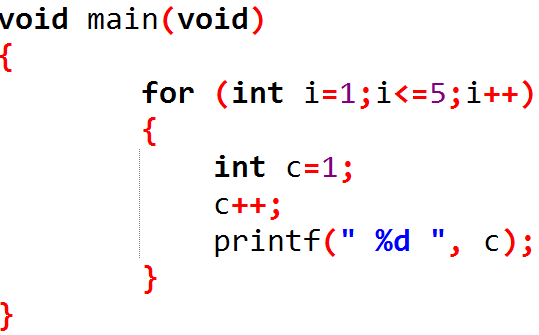 void main(void)
{
for (int i=1;i<=5;i++)
{
int c=1;
c++;
printf(" %d ", c);
}
}